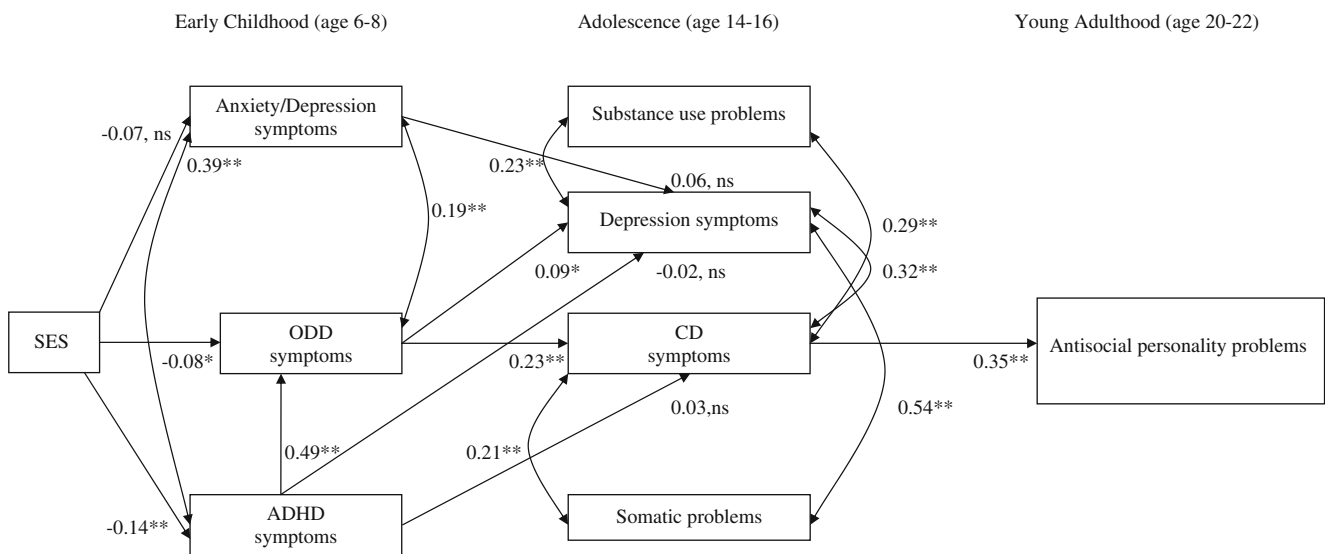 Early Childhood (age 6-8)
Adolescence (age 14-16)
Young Adulthood (age 20-22)
Anxiety/Depression
symptoms
Substance use problems
-0.07, ns
0.39**
0.23**
0.06, ns
0.19**
Depression symptoms
0.29**
0.09*
-0.02, ns
0.32**
SES
ODD
symptoms
CD
symptoms
Antisocial personality problems
-0.08*
0.23**
0.35**
0.03,ns
0.54**
0.49**
0.21**
-0.14**
ADHD
symptoms
Somatic problems